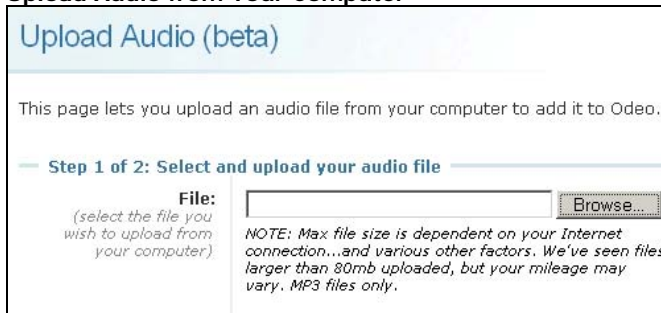 Upload Audio from Your Computer
Upload Audio (beta)
This page lets you upload an audio file from your computer to add it to Odeo.
Step 1 of 2: Select and upload your audio file
File:
(select the file you
wish to upload from
your computer)
Browse...
NOTE: Max file size is dependent on your Internet
connection...and various other factors. We've seen files
larger than 80mb uploaded, but your mileage may
vary. MP3 files only.